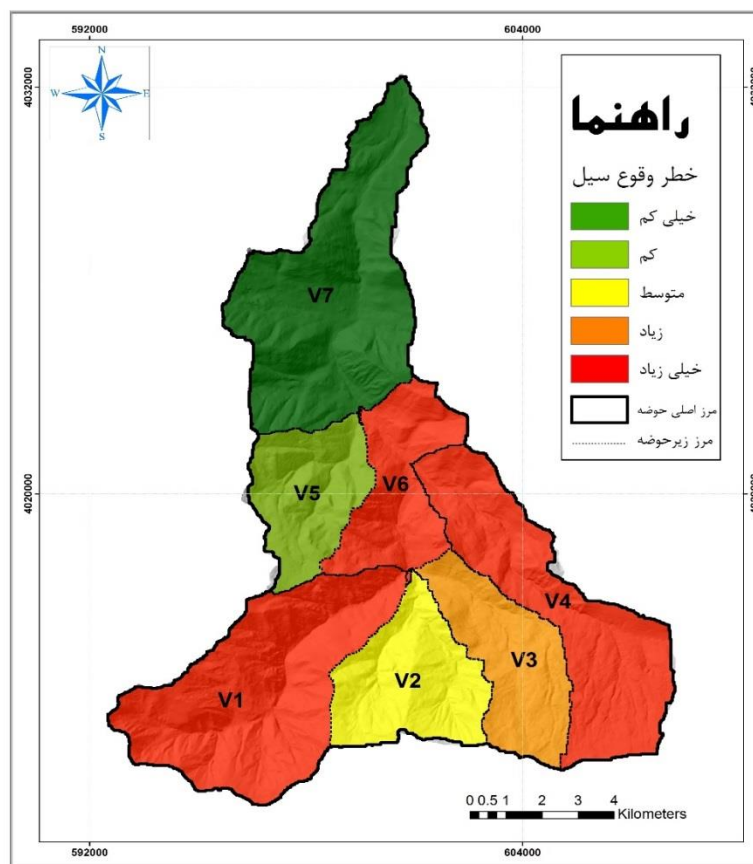 592000 604000
4032000
4020000
N
W E
S
راهنما
خطر وقوع سیل
خیلی کم
کم
متوسط
زیاد
خیلی زیاد
مرز اصلی حوضه
مرز زیرحوضه
V7
V5
V6
V4
V3
V2
V1
0 0.5 1 2 3 4
Kilometers
592000 604000